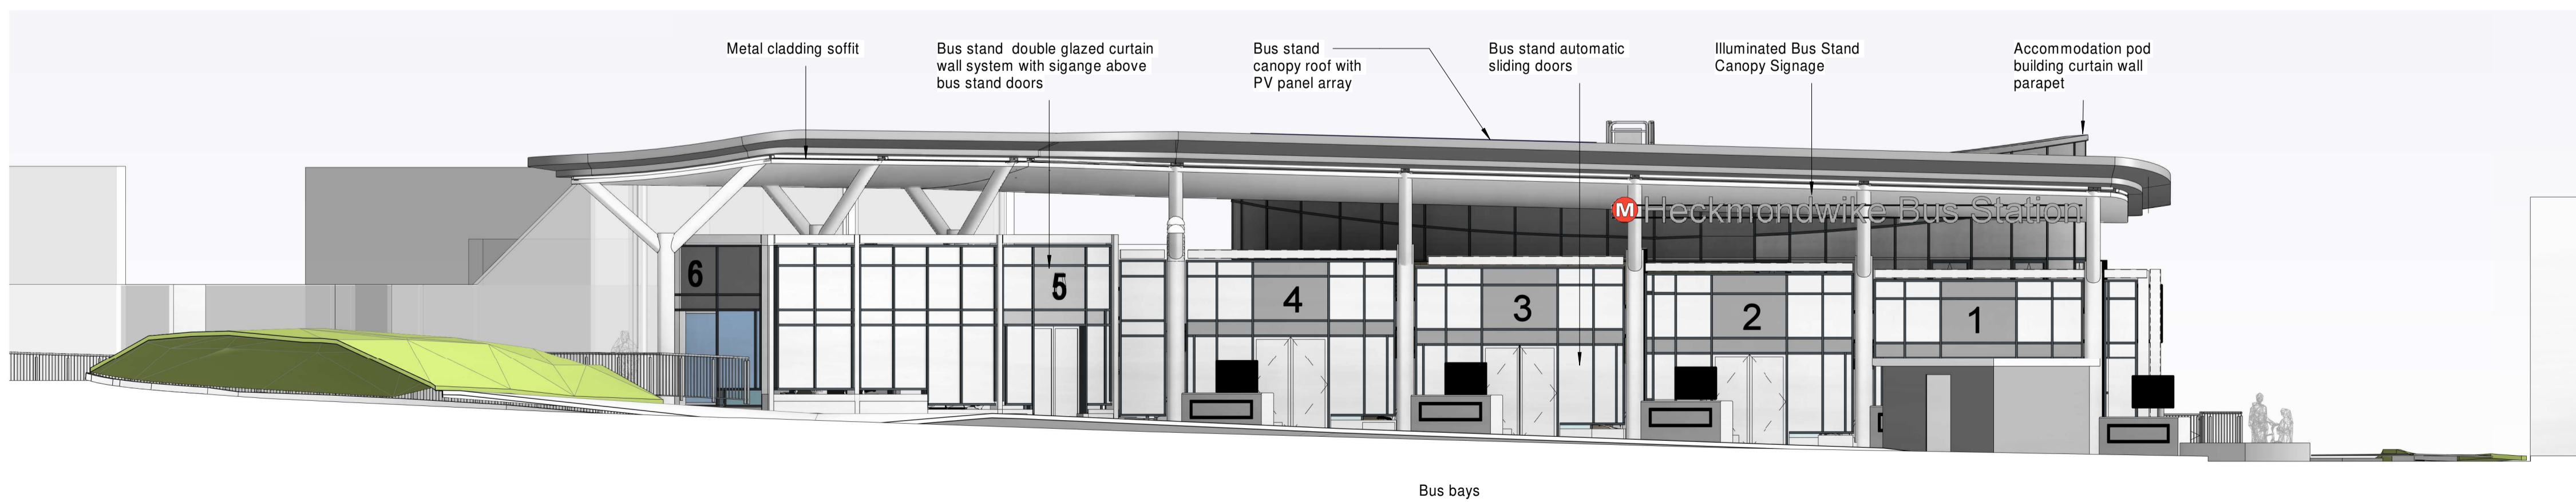 Metal cladding soffit
Bus stand double glazed curtain
wall system with sigange above
bus stand doors
Bus stand
canopy roof with
PV panel array
Bus stand automatic
sliding doors
Illuminated Bus Stand
Canopy Signage
Accommodation pod
building curtain wall
parapet
M Heckmondwike Bus Station
6
5
4
3
2
1
Bus bays